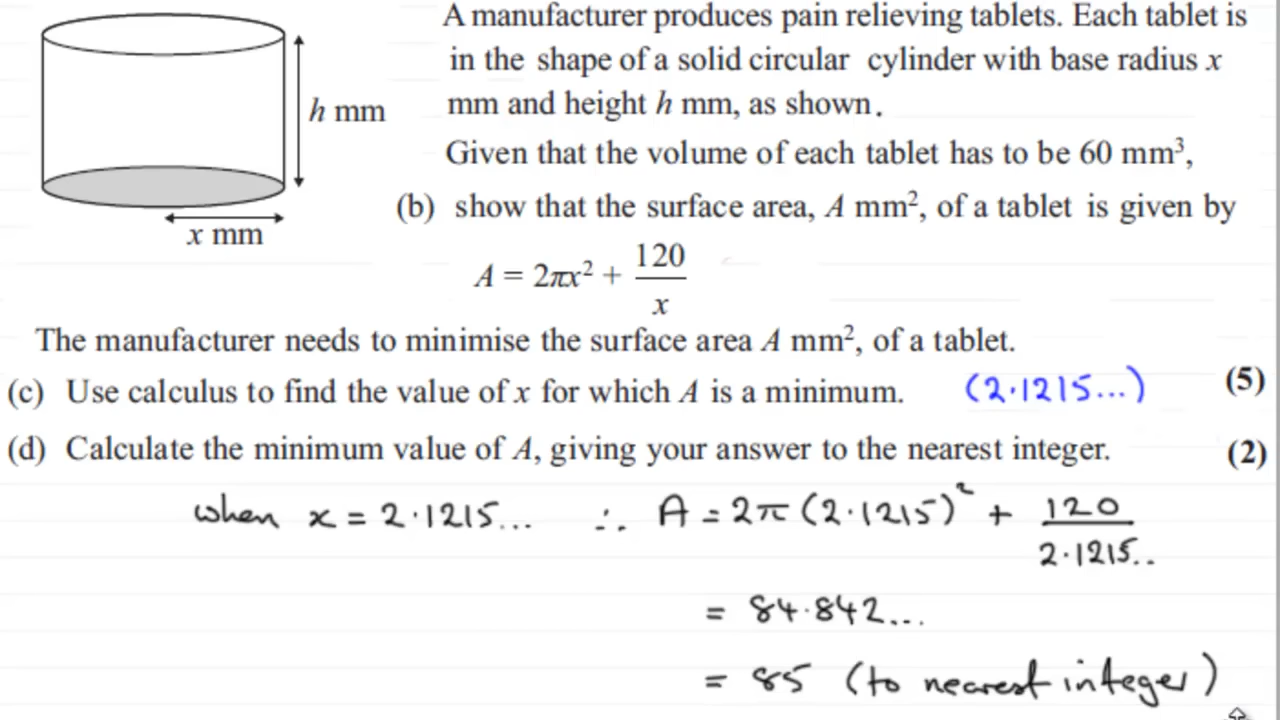 A manufacturer produces pain relieving tablets. Each tablet is
in the shape of a solid circular cylinder with base radius x
mm and height h mm, as shown.
h mm
x mm
Given that the volume of each tablet has to be 60 mm³,
(b) show that the surface area, A mm², of a tablet is given by
A = 2πx² + 120/x
The manufacturer needs to minimise the surface area A mm², of a tablet.
(c) Use calculus to find the value of x for which A is a minimum. (2.1215...) (5)
(d) Calculate the minimum value of A, giving your answer to the nearest integer. (2)
when x = 2.1215... ∴ A = 2π (2.1215)² + 120/2.1215..
= 84.842...
= 85 (to nearest integer)